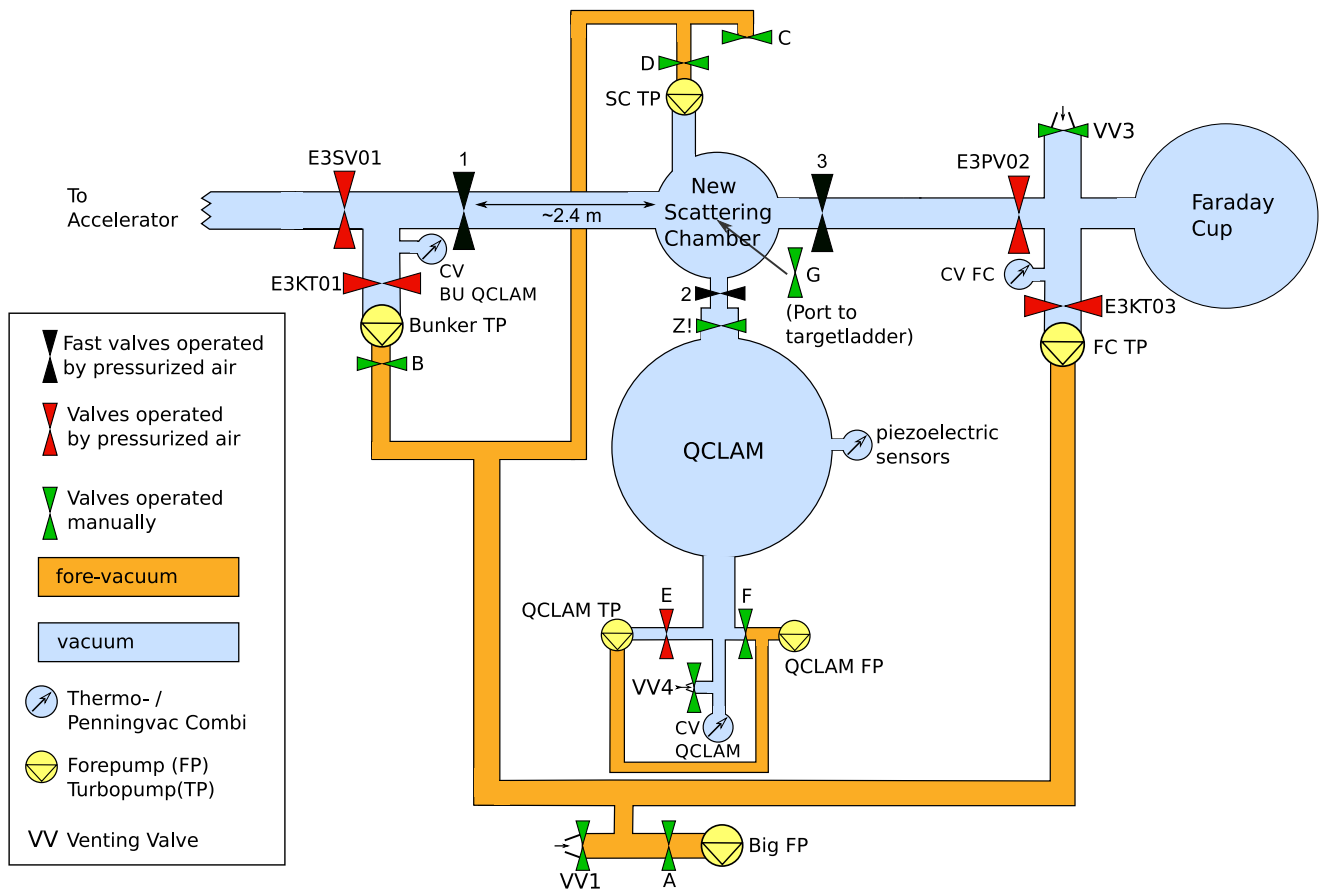 C
D
SC TP
VV3
E3SV01
1
3
E3PV02
To
Accelerator
~2.4 m
New
Scattering
Chamber
Faraday
Cup
CV
BU QCLAM
E3KT01
G
CV FC
2
(Port to
targetladder)
E3KT03
Z!
Bunker TP
FC TP
B
Fast valves operated
by pressurized air
Valves operated
by pressurized air
QCLAM
piezoelectric
sensors
Valves operated
manually
fore-vacuum
vacuum
QCLAM TP
E
F
QCLAM FP
VV4
CV
QCLAM
Thermo- /
Penningvac Combi
Forepump (FP)
Turbopump(TP)
VV Venting Valve
VV1
A
Big FP